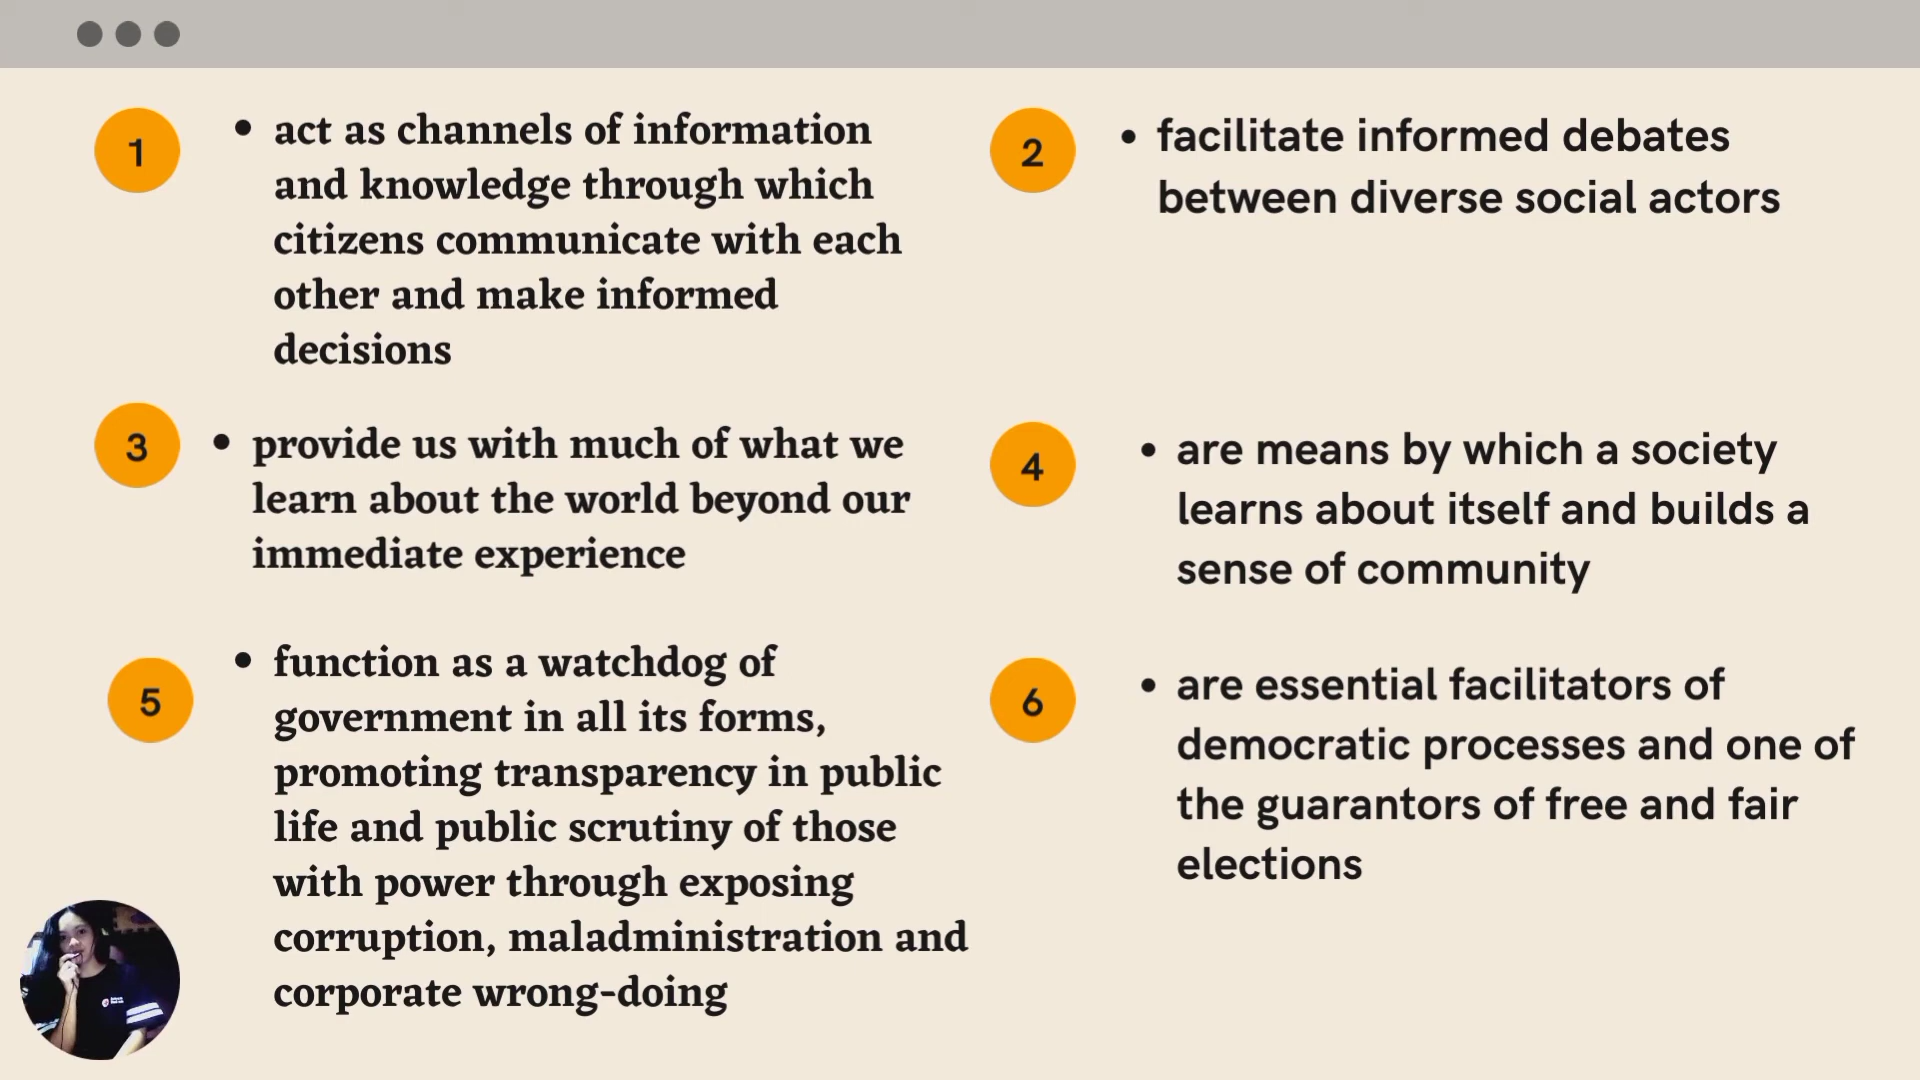 1
act as channels of information
and knowledge through which
citizens communicate with each
other and make informed
decisions
2
facilitate informed debates
between diverse social actors
3
provide us with much of what we
learn about the world beyond our
immediate experience
4
are means by which a society
learns about itself and builds a
sense of community
5
function as a watchdog of
government in all its forms,
promoting transparency in public
life and public scrutiny of those
with power through exposing
corruption, maladministration and
corporate wrong-doing
6
are essential facilitators of
democratic processes and one of
the guarantors of free and fair
elections